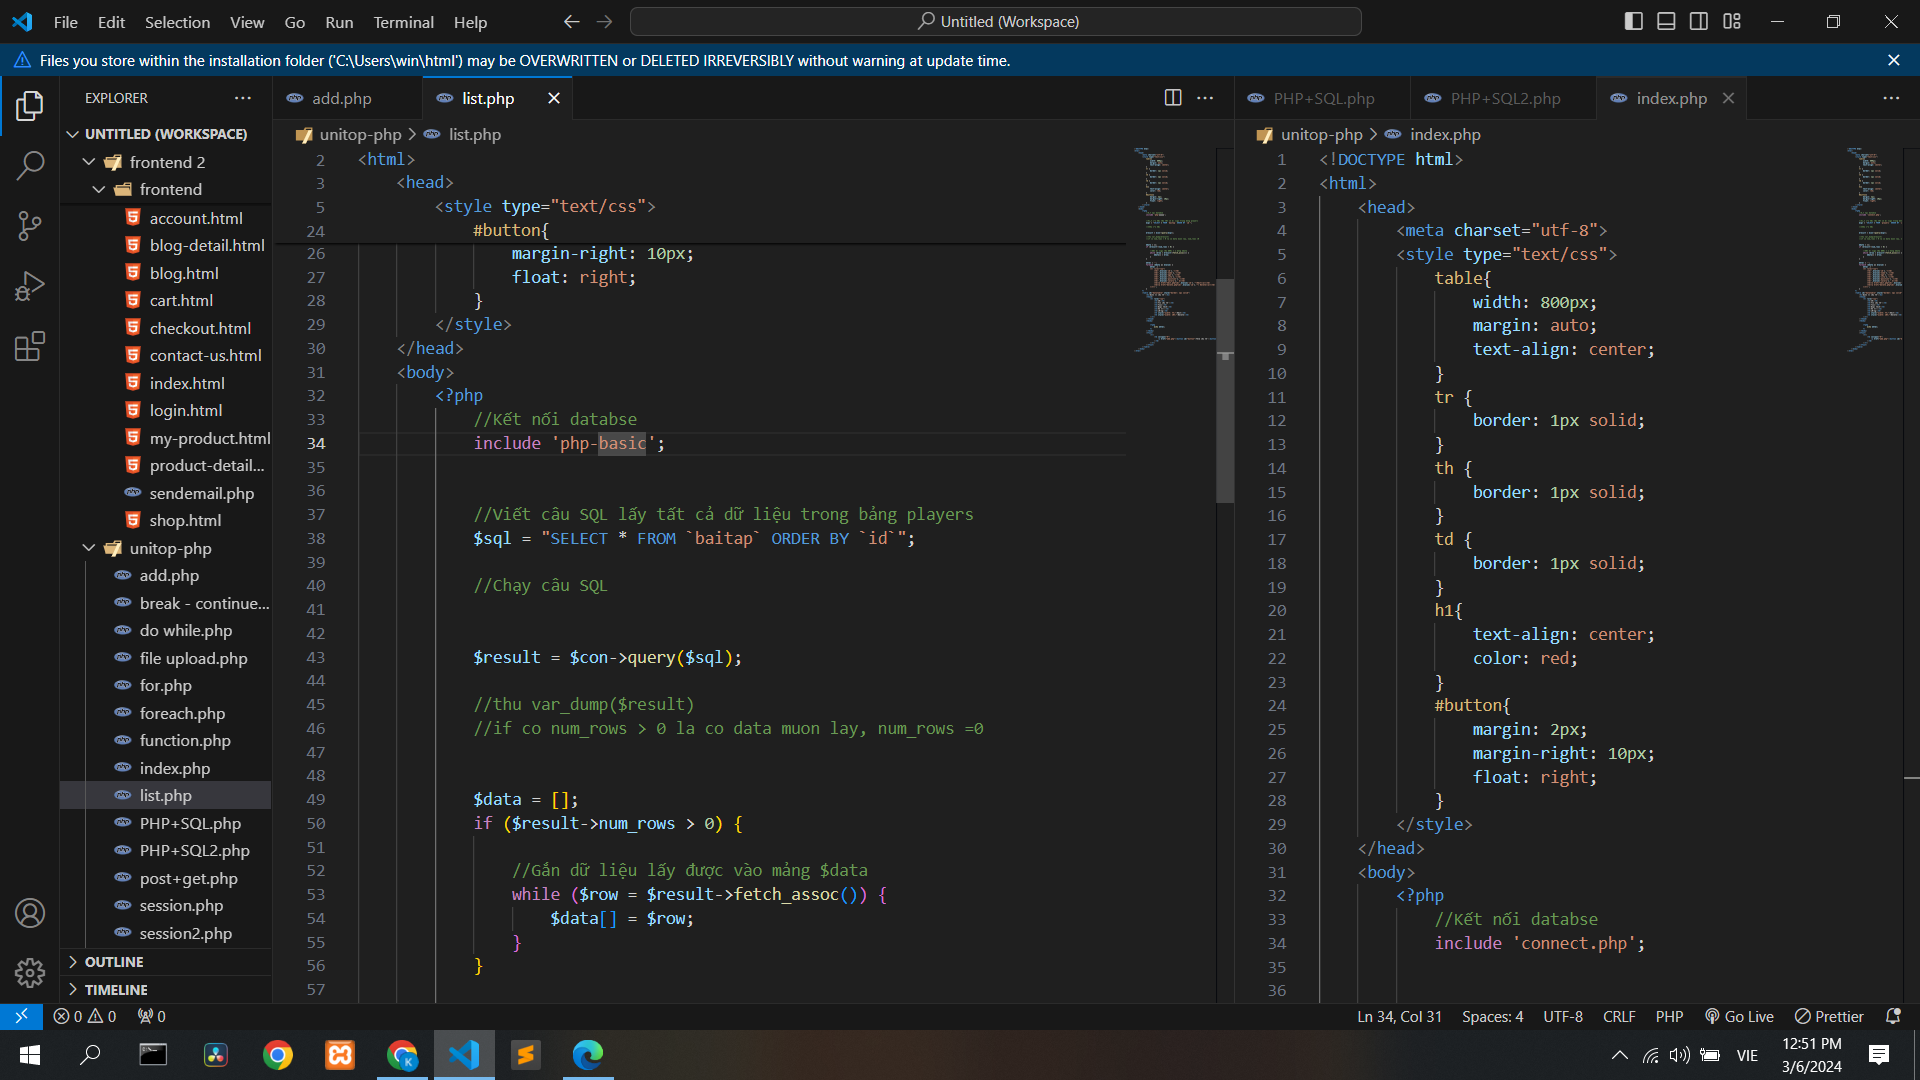 File Edit Selection View Go Run Terminal Help
Untitled (Workspace)
Files you store within the installation folder ('C:\Users\win\html') may be OVERWRITTEN or DELETED IRREVERSIBLY without warning at update time.
EXPLORER
UNTITLED (WORKSPACE)
frontend 2
frontend
account.html
blog-detail.html
blog.html
cart.html
checkout.html
contact-us.html
index.html
login.html
my-product.html
product-detail...
sendemail.php
shop.html
unitop-php
add.php
break - continue...
do while.php
file upload.php
for.php
foreach.php
function.php
index.php
list.php
PHP+SQL.php
PHP+SQL2.php
post+get.php
session.php
session2.php
OUTLINE
TIMELINE
add.php list.php
unitop-php > list.php
2 <html>
3 <head>
5 <style type="text/css">
24 #button{
26 margin-right: 10px;
27 float: right;
28 }
29 </style>
30 </head>
31 <body>
32 <?php
33 //Kết nối databse
34 include 'php-basic';
35
36
37 //Viết câu SQL lấy tất cả dữ liệu trong bảng players
38 $sql = "SELECT * FROM `baitap` ORDER BY `id`";
39
40 //Chạy câu SQL
41
42
43 $result = $con->query($sql);
44
45 //thu var_dump($result)
46 //if co num_rows > 0 la co data muon lay, num_rows =0
47
48
49 $data = [];
50 if ($result->num_rows > 0) {
51
52 //Gắn dữ liệu lấy được vào mảng $data
53 while ($row = $result->fetch_assoc()) {
54 $data[] = $row;
55 }
56 }
57
PHP+SQL.php PHP+SQL2.php index.php
unitop-php > index.php
1 <!DOCTYPE html>
2 <html>
3 <head>
4 <meta charset="utf-8">
5 <style type="text/css">
6 table{
7 width: 800px;
8 margin: auto;
9 text-align: center;
10 }
11 tr {
12 border: 1px solid;
13 }
14 th {
15 border: 1px solid;
16 }
17 td {
18 border: 1px solid;
19 }
20 h1{
21 text-align: center;
22 color: red;
23 }
24 #button{
25 margin: 2px;
26 margin-right: 10px;
27 float: right;
28 }
29 </style>
30 </head>
31 <body>
32 <?php
33 //Kết nối databse
34 include 'connect.php';
35
36
0 0 0
Ln 34, Col 31 Spaces: 4 UTF-8 CRLF PHP Go Live Prettier
VIE
12:51 PM
3/6/2024